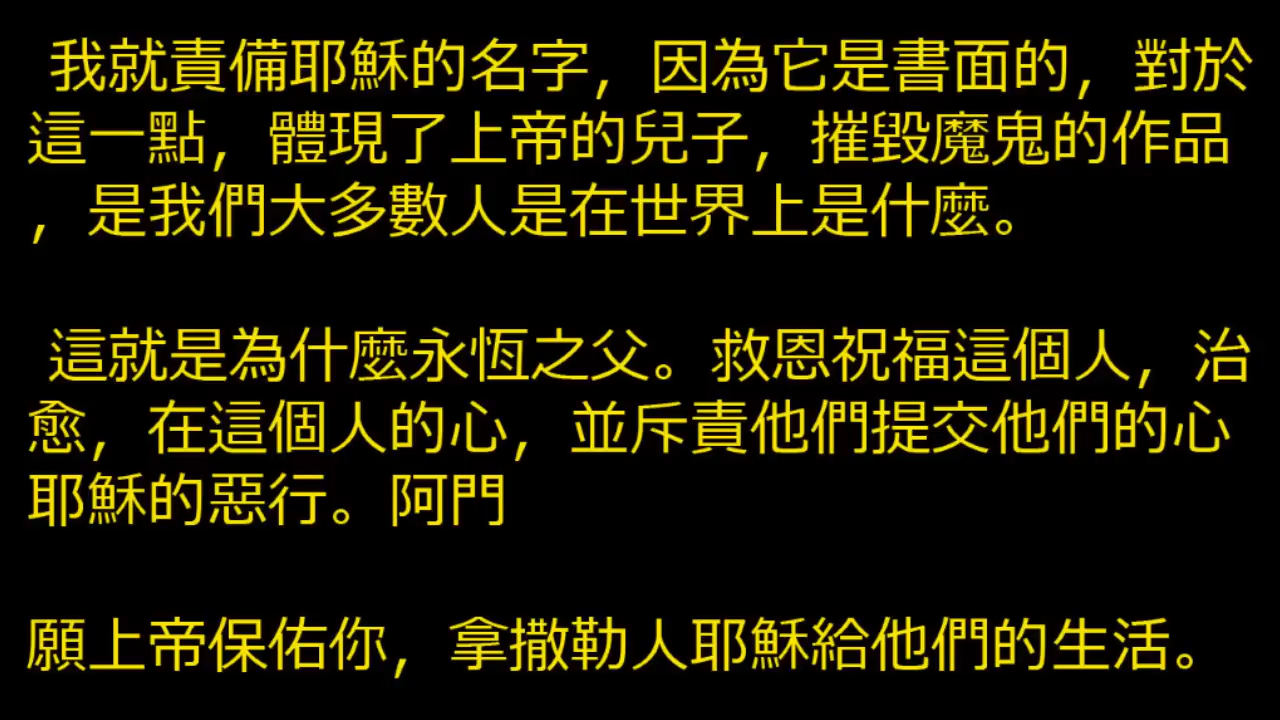 我就責備耶穌的名字，因為它是書面的，對於
這一點，體現了上帝的兒子，摧毀魔鬼的作品
，是我們大多數人是在世界上是什麼。
這就是為什麼永恆之父。救恩祝福這個人，治
愈，在這個人的心，並斥責他們提交他們的心
耶穌的惡行。阿門
願上帝保佑你，拿撒勒人耶穌給他們的生活。